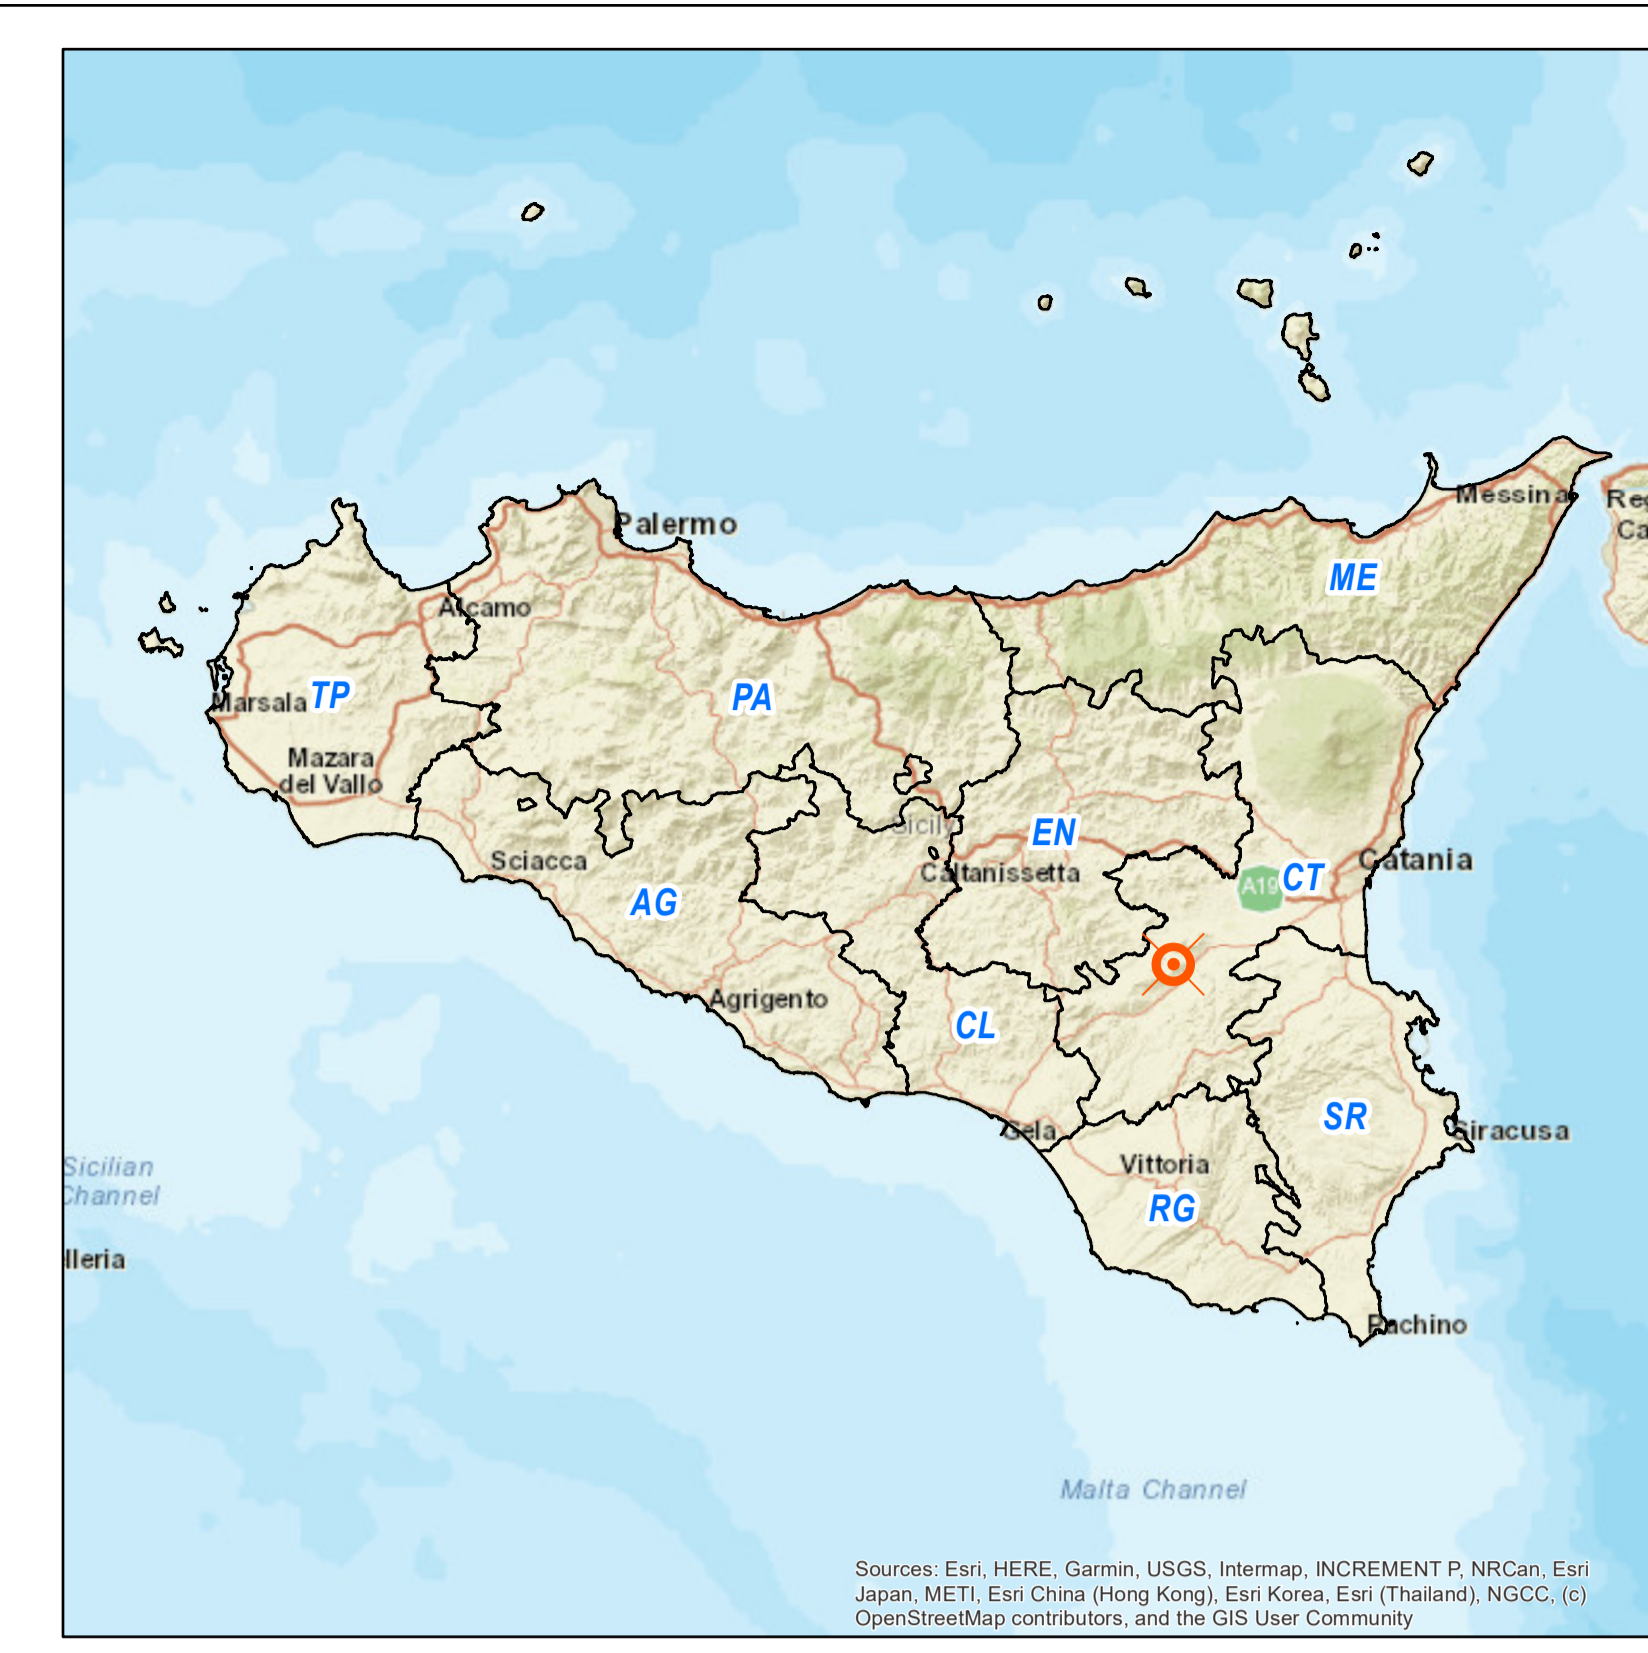 Palermo
Messina
Reg
Ca
ME
Alcamo
Marsala
TP
PA
Mazara
del Vallo
Sicily
EN
Sciacca
Caltanissetta
A19
CT
Catania
AG
Agrigento
CL
SR
Gela
Siracusa
Vittoria
Sicilian
Channel
RG
lleria
Pachino
Malta Channel
Sources: Esri, HERE, Garmin, USGS, Intermap, INCREMENT P, NRCan, Esri
Japan, METI, Esri China (Hong Kong), Esri Korea, Esri (Thailand), NGCC, (c)
OpenStreetMap contributors, and the GIS User Community